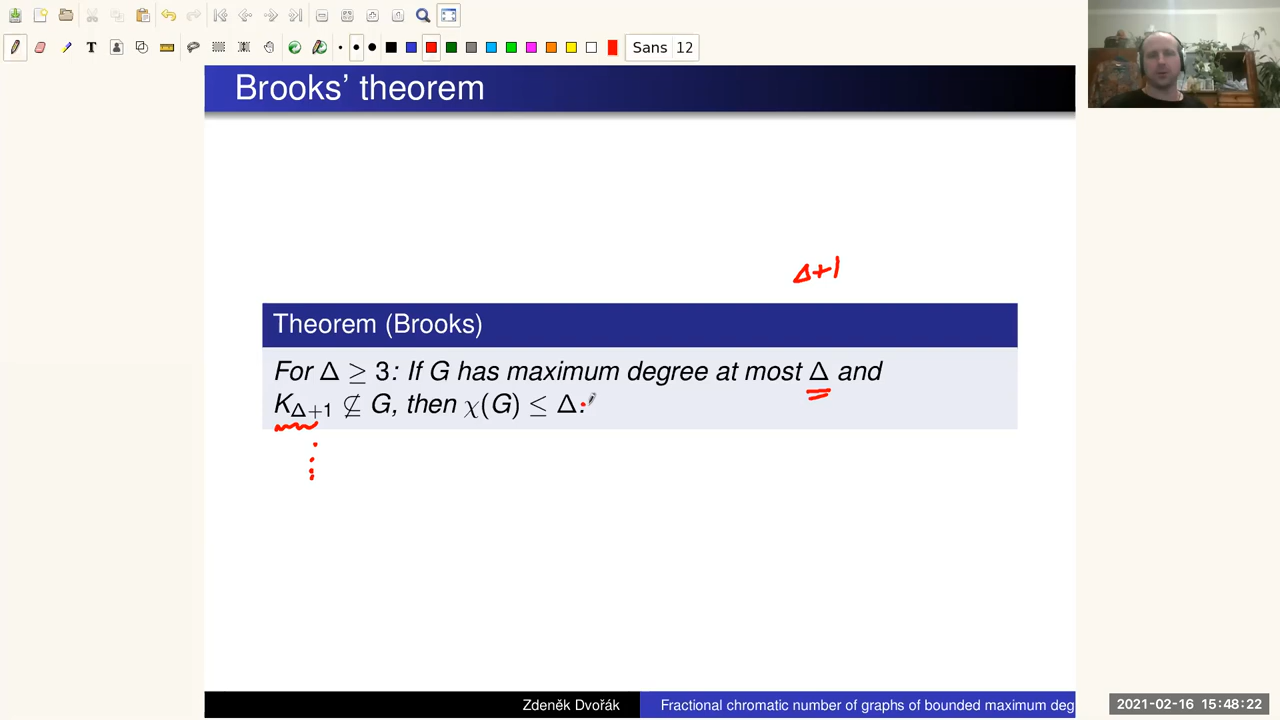 Sans 12
Brooks' theorem
Δ+1
Theorem (Brooks)
For Δ ≥ 3: If G has maximum degree at most Δ and
K_{Δ+1} ⊈ G, then χ(G) ≤ Δ.
Zdeněk Dvořák
Fractional chromatic number of graphs of bounded maximum deg
2021-02-16 15:48:22